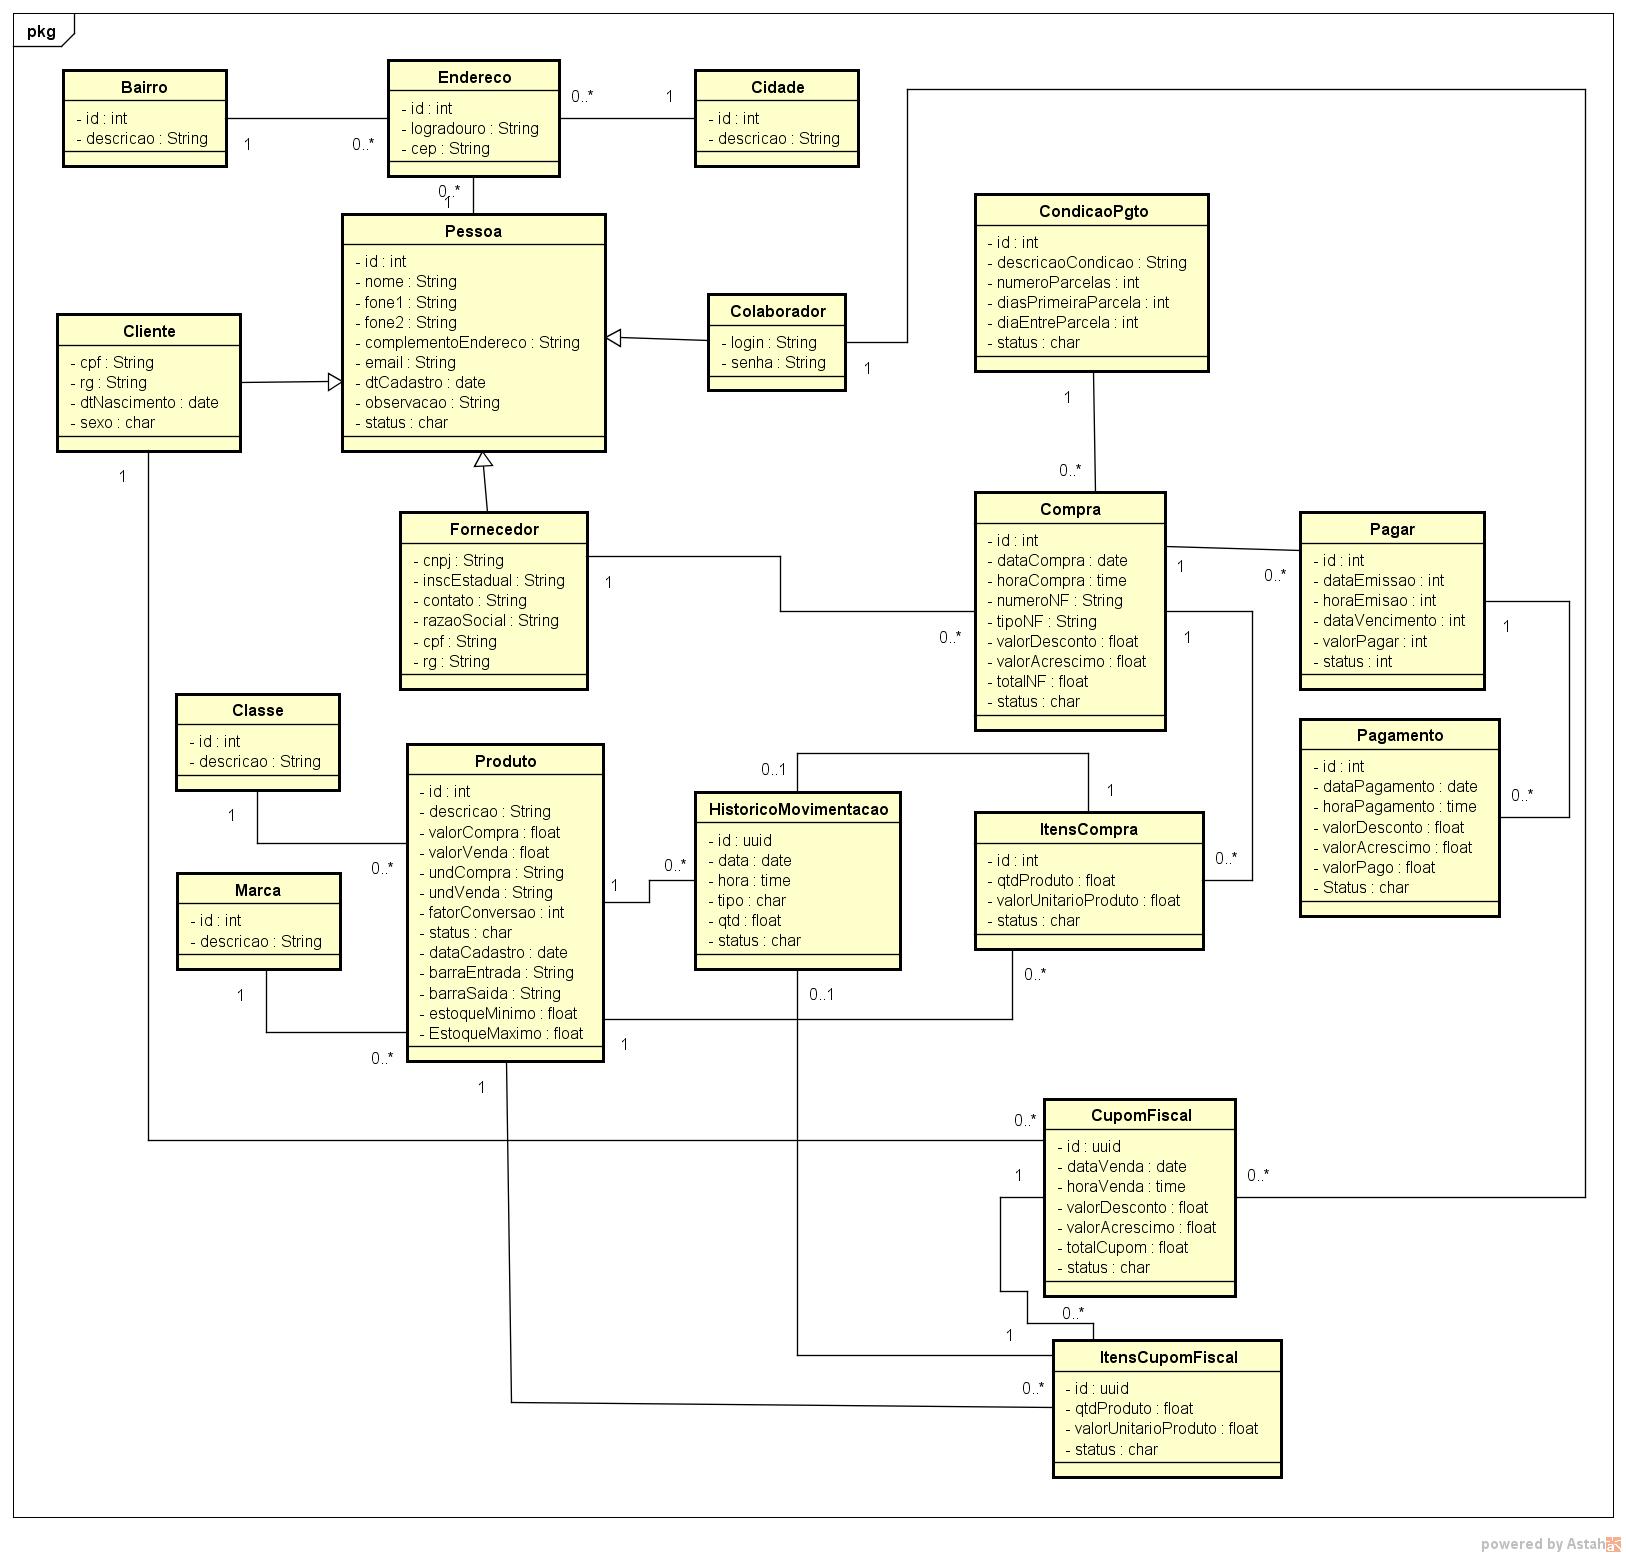 pkg
Bairro
- id : int
- descricao : String
1
0..*
Endereco
- id : int
- logradouro : String
- cep : String
0..*
1
Cidade
- id : int
- descricao : String
0..*
1
Pessoa
- id : int
- nome : String
- fone1 : String
- fone2 : String
- complementoEndereco : String
- email : String
- dtCadastro : date
- observacao : String
- status : char
Cliente
- cpf : String
- rg : String
- dtNascimento : date
- sexo : char
1
Colaborador
- login : String
- senha : String
1
CondicaoPgto
- id : int
- descricaoCondicao : String
- numeroParcelas : int
- diasPrimeiraParcela : int
- diaEntreParcela : int
- status : char
1
0..*
Fornecedor
- cnpj : String
- inscEstadual : String
- contato : String
- razaoSocial : String
- cpf : String
- rg : String
1
0..*
Compra
- id : int
- dataCompra : date
- horaCompra : time
- numeroNF : String
- tipoNF : String
- valorDesconto : float
- valorAcrescimo : float
- totalNF : float
- status : char
1
0..*
1
Pagar
- id : int
- dataEmissao : int
- horaEmisao : int
- dataVencimento : int
- valorPagar : int
- status : int
1
Pagamento
- id : int
- dataPagamento : date
- horaPagamento : time
- valorDesconto : float
- valorAcrescimo : float
- valorPago : float
- Status : char
0..*
Classe
- id : int
- descricao : String
1
0..*
Marca
- id : int
- descricao : String
1
0..*
Produto
- id : int
- descricao : String
- valorCompra : float
- valorVenda : float
- undCompra : String
- undVenda : String
- fatorConversao : int
- status : char
- dataCadastro : date
- barraEntrada : String
- barraSaida : String
- estoqueMinimo : float
- EstoqueMaximo : float
1
0..*
1
1
0..1
HistoricoMovimentacao
- id : uuid
- data : date
- hora : time
- tipo : char
- qtd : float
- status : char
0..1
1
ItensCompra
- id : int
- qtdProduto : float
- valorUnitarioProduto : float
- status : char
0..*
0..*
0..*
CupomFiscal
- id : uuid
- dataVenda : date
- horaVenda : time
- valorDesconto : float
- valorAcrescimo : float
- totalCupom : float
- status : char
1
0..*
0..*
1
ItensCupomFiscal
- id : uuid
- qtdProduto : float
- valorUnitarioProduto : float
- status : char
0..*
powered by Astah